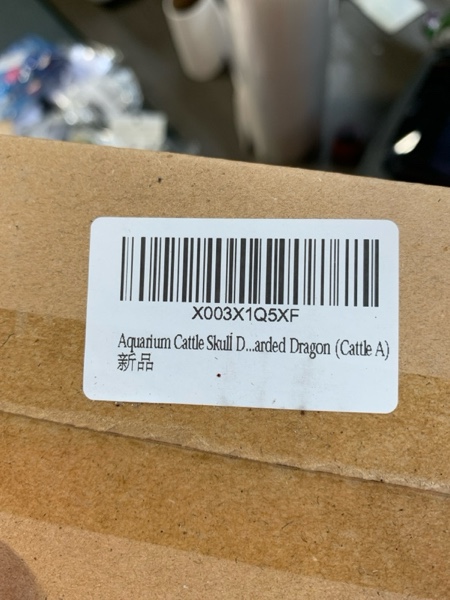 X003X1Q5XF
Aquarium Cattle Skull D...arded Dragon (Cattle A)
新品